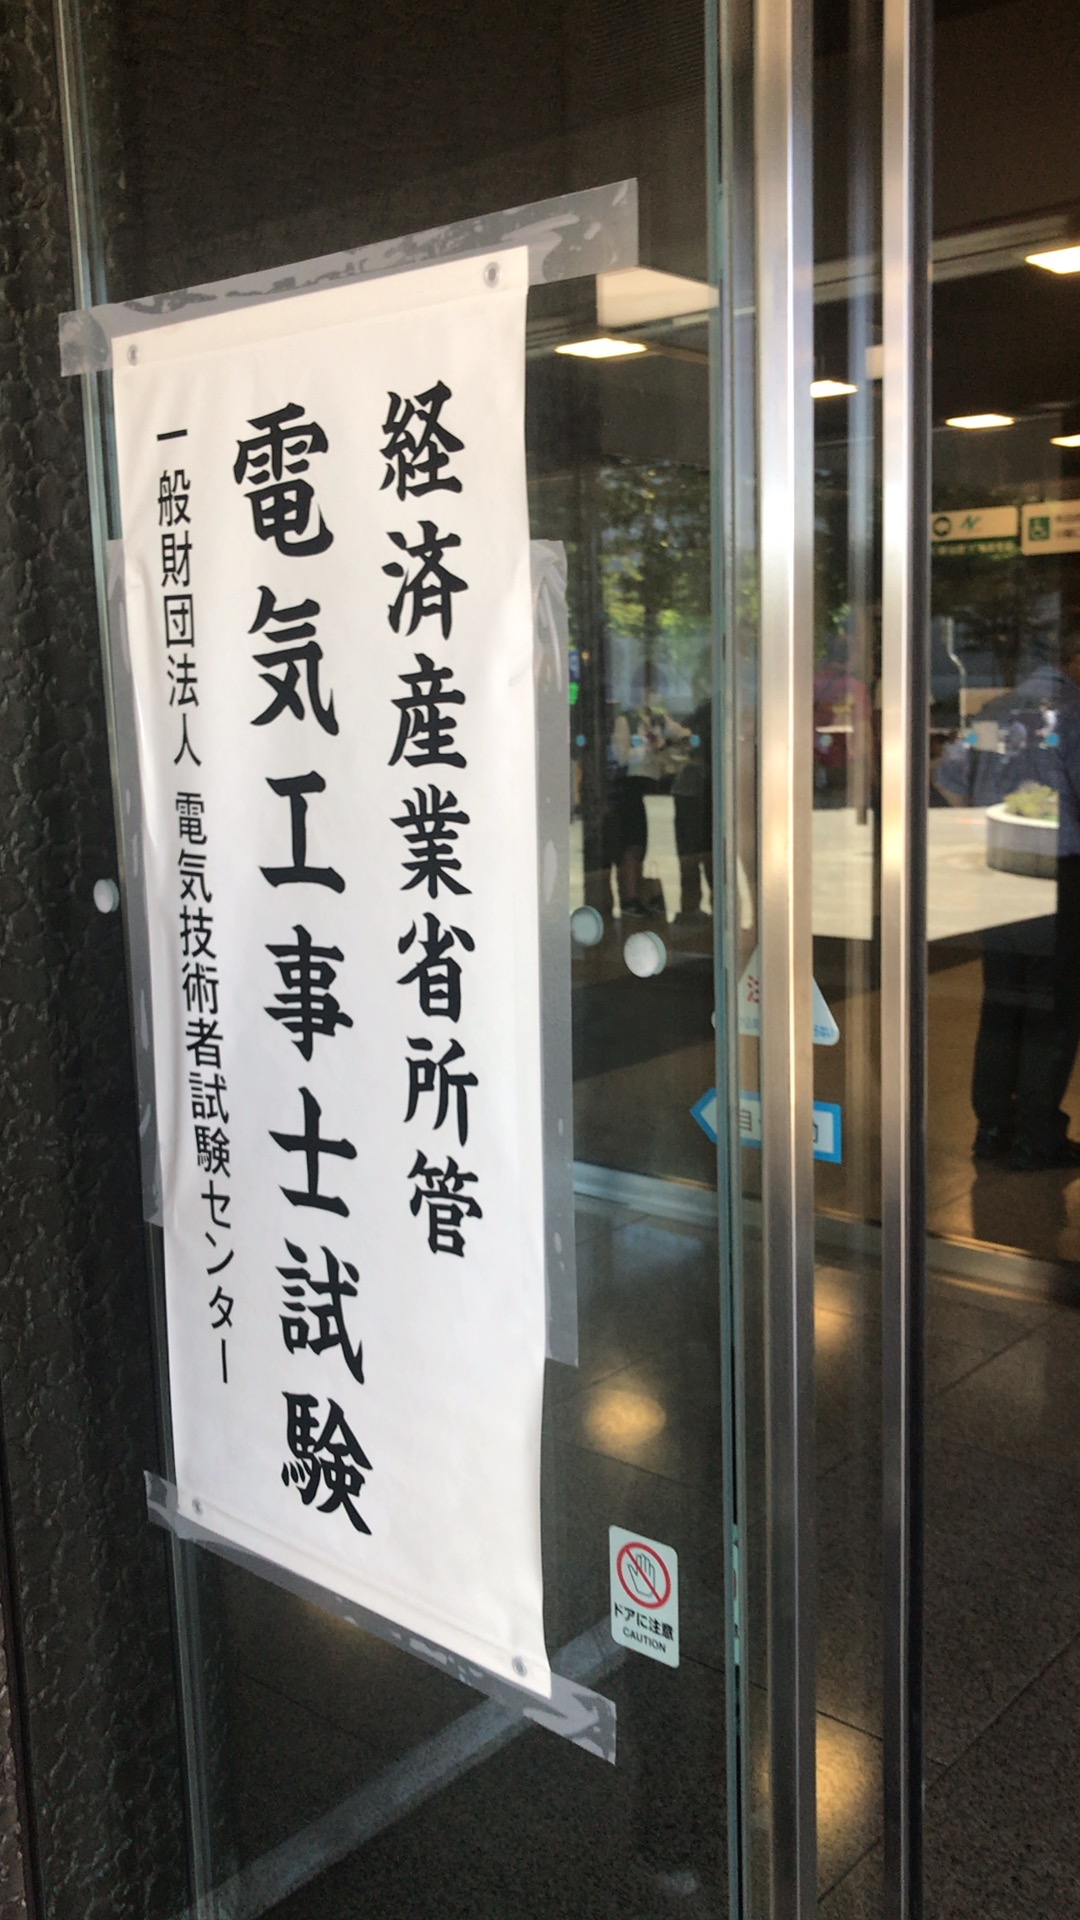 経済産業省所管
電気工事士試験
一般財団法人 電気技術者試験センター
ドアに注意
CAUTION